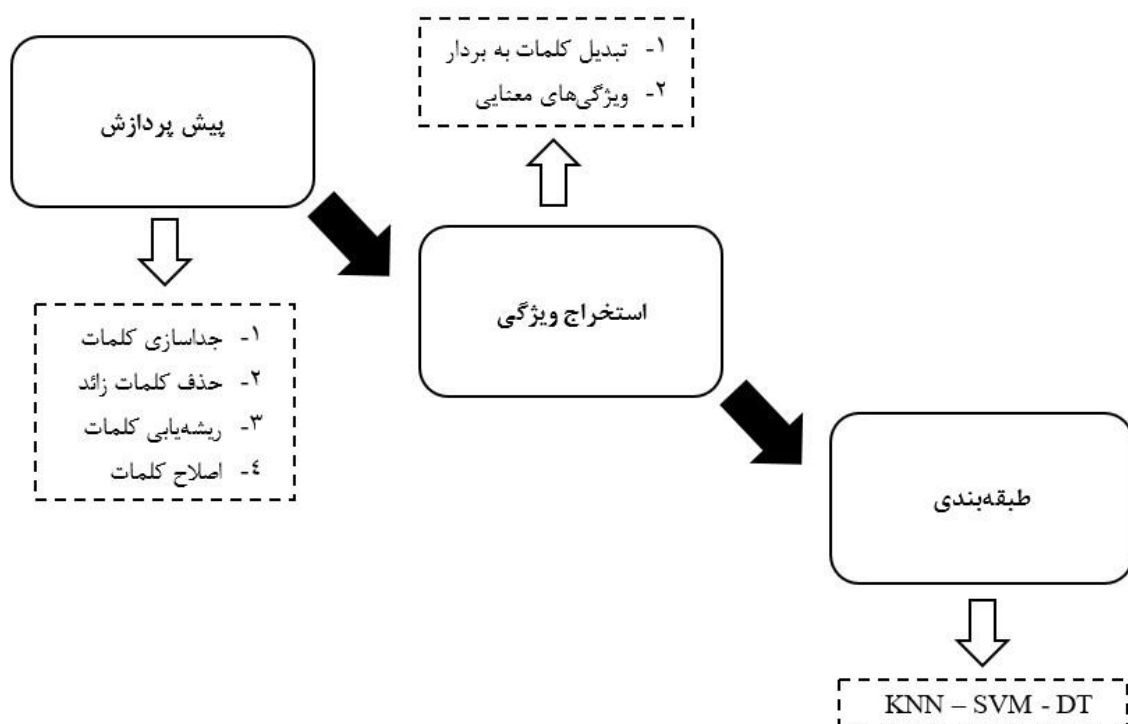 پیش پردازش
۱- جداسازی کلمات
۲- حذف کلمات زائد
۳- ریشه‌یابی کلمات
٤- اصلاح کلمات
۱- تبدیل کلمات به بردار
۲- ویژگی‌های معنایی
استخراج ویژگی
طبقه‌بندی
KNN – SVM - DT